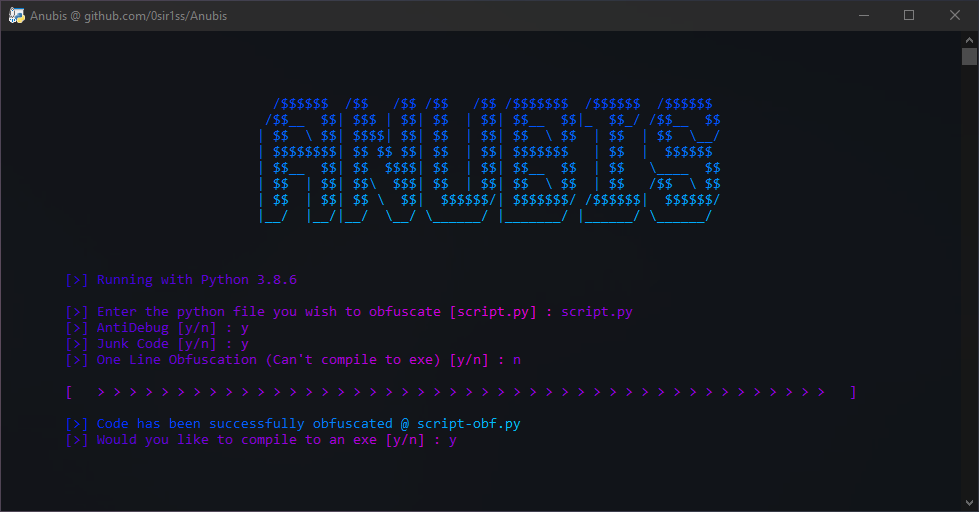 Anubis @ github.com/0sir1ss/Anubis
  /$$$$$$  /$$   /$$ /$$   /$$ /$$$$$$$  /$$$$$$  /$$$$$$
 /$$__  $$| $$$ | $$| $$  | $$| $$__  $$|_  $$_/ /$$__  $$
| $$  \ $$| $$$$| $$| $$  | $$| $$  \ $$  | $$  | $$  \__/
| $$$$$$$$| $$ $$ $$| $$  | $$| $$$$$$$   | $$  |  $$$$$$
| $$__  $$| $$  $$$$| $$  | $$| $$__  $$  | $$   \____  $$
| $$  | $$| $$\  $$$| $$  | $$| $$  \ $$  | $$   /$$  \ $$
| $$  | $$| $$ \  $$|  $$$$$$/| $$$$$$$/ /$$$$$$|  $$$$$$/
|__/  |__/|__/  \__/ \______/ |_______/ |______/ \______/
[>] Running with Python 3.8.6
[>] Enter the python file you wish to obfuscate [script.py] : script.py
[>] AntiDebug [y/n] : y
[>] Junk Code [y/n] : y
[>] One Line Obfuscation (Can't compile to exe) [y/n] : n
[   > > > > > > > > > > > > > > > > > > > > > > > > > > > > > > > > > > > > > > > > > > > > > >   ]
[>] Code has been successfully obfuscated @ script-obf.py
[>] Would you like to compile to an exe [y/n] : y